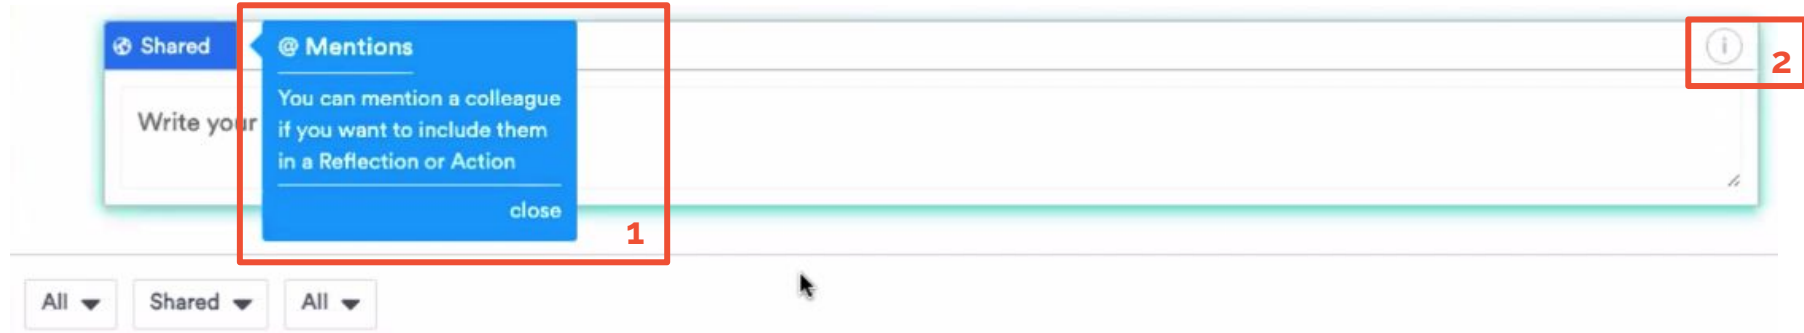 Shared
@ Mentions
You can mention a colleague
if you want to include them
in a Reflection or Action
close
Write your
1
i
2
All
Shared
All